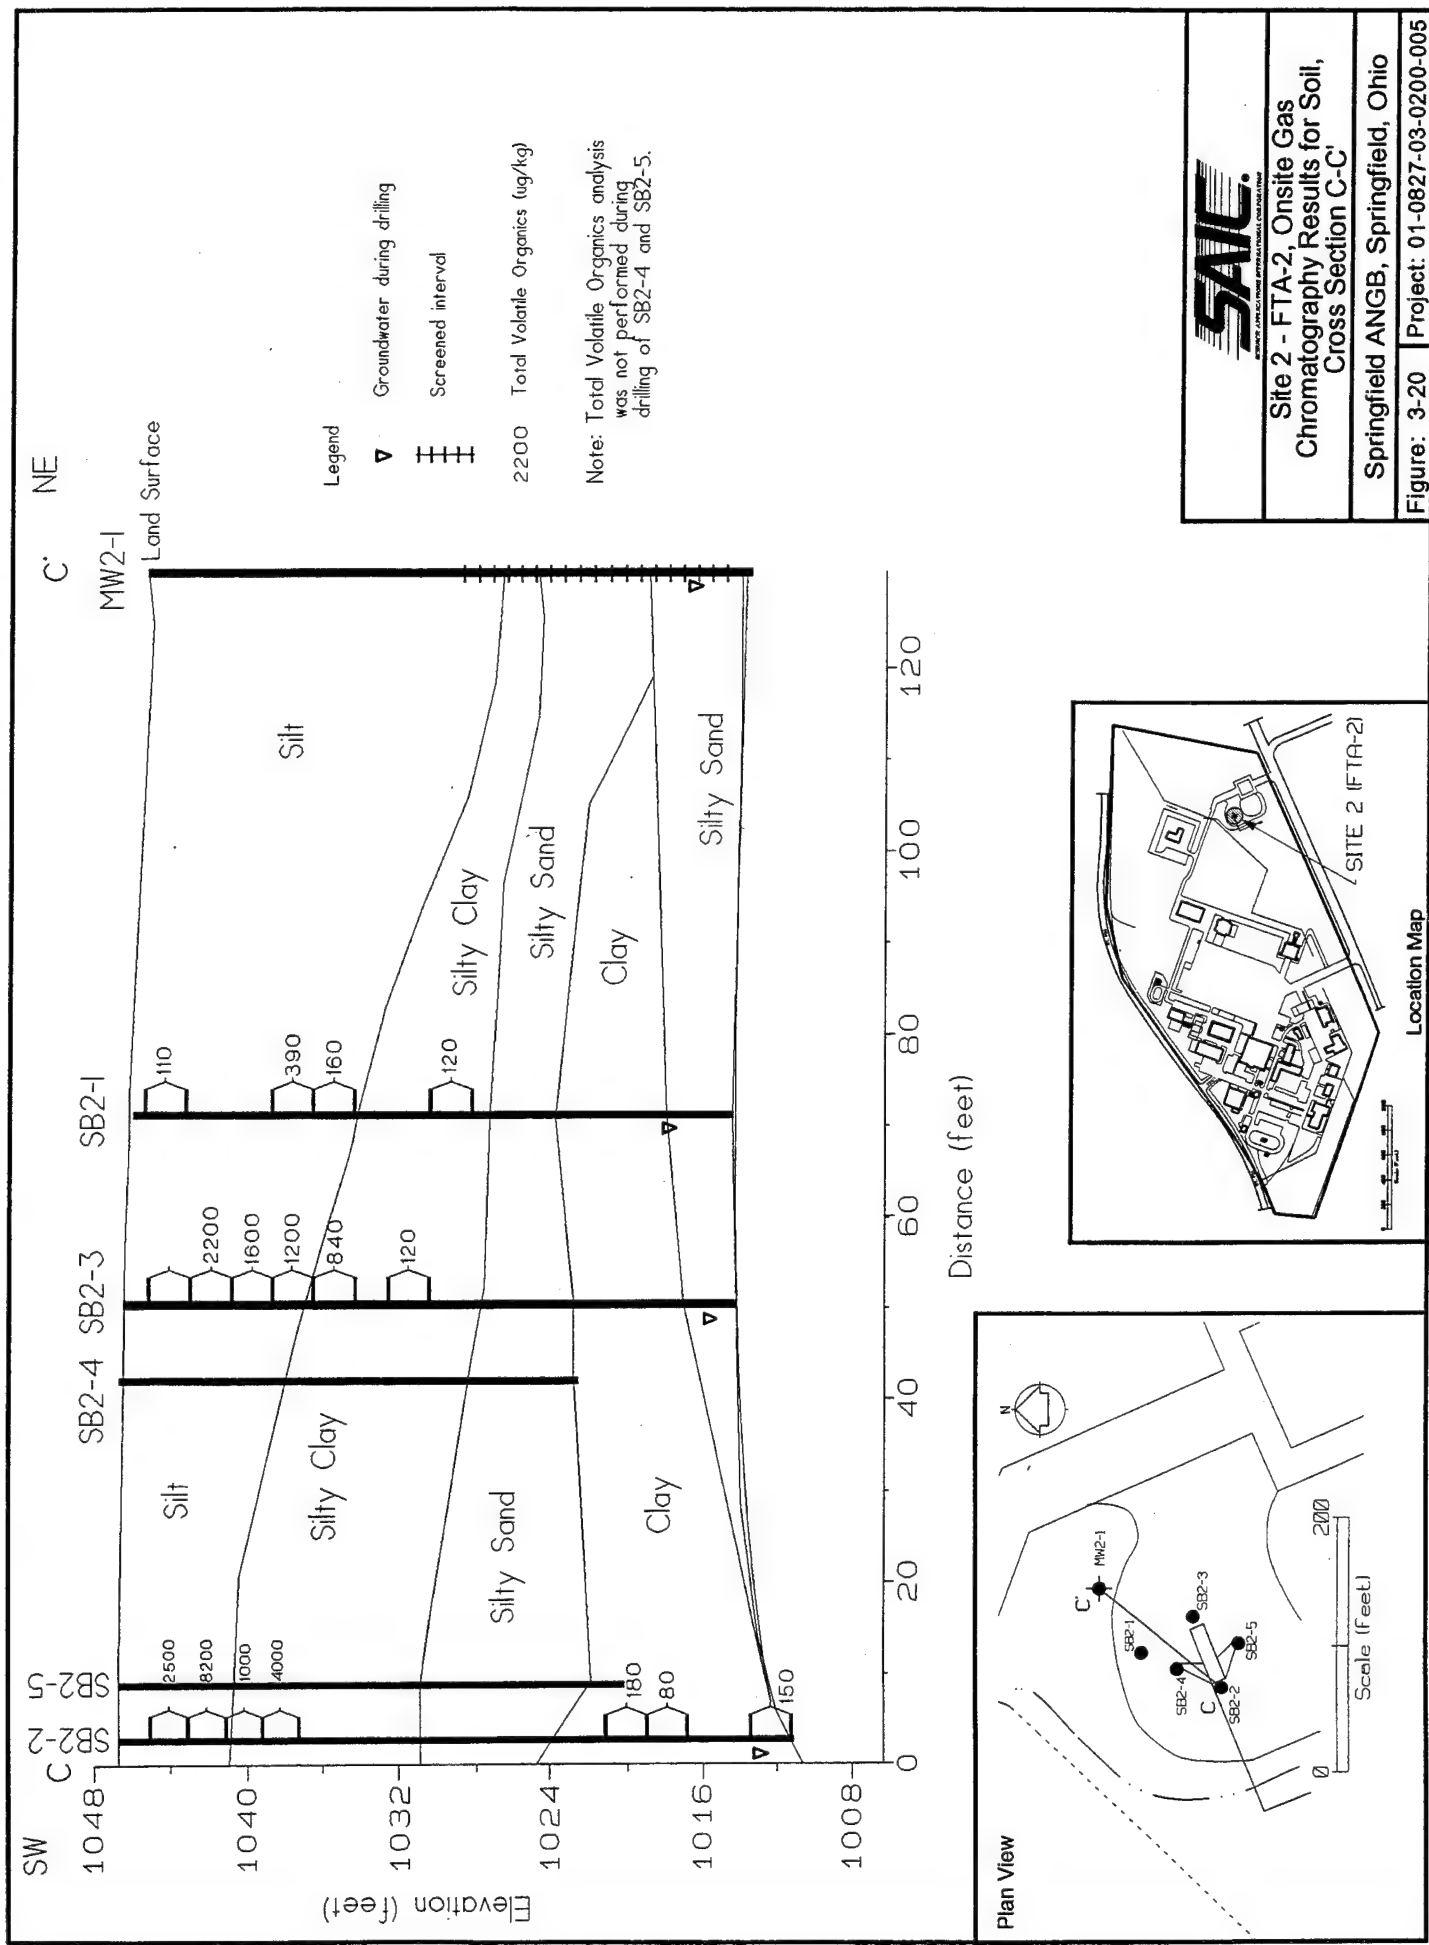 SW
C
C'
NE
SB2-2
SB2-5
SB2-4
SB2-3
SB2-1
MW2-1
Land Surface
1048
1040
1032
1024
1016
1008
Elevation (feet)
2500
8200
1000
4000
180
80
150
2200
1600
1200
840
120
110
390
160
120
Silt
Silty Clay
Silty Sand
Clay
Silt
Silty Clay
Silty Sand
Clay
Silty Sand
0
20
40
60
80
100
120
Distance (feet)
Legend
Groundwater during drilling
Screened interval
2200 Total Volatile Organics (ug/kg)
Note: Total Volatile Organics analysis
was not performed during
drilling of SB2-4 and SB2-5.
Plan View
N
C'
MW2-1
SB2-1
SB2-3
SB2-4
SB2-5
C
SB2-2
0
200
Scale (Feet)
SITE 2 (FTA-2)
Location Map
SAIC
SCIENCE APPLICATIONS INTERNATIONAL CORPORATION
Site 2 - FTA-2, Onsite Gas
Chromatography Results for Soil,
Cross Section C-C'
Springfield ANGB, Springfield, Ohio
Figure: 3-20
Project: 01-0827-03-0200-005